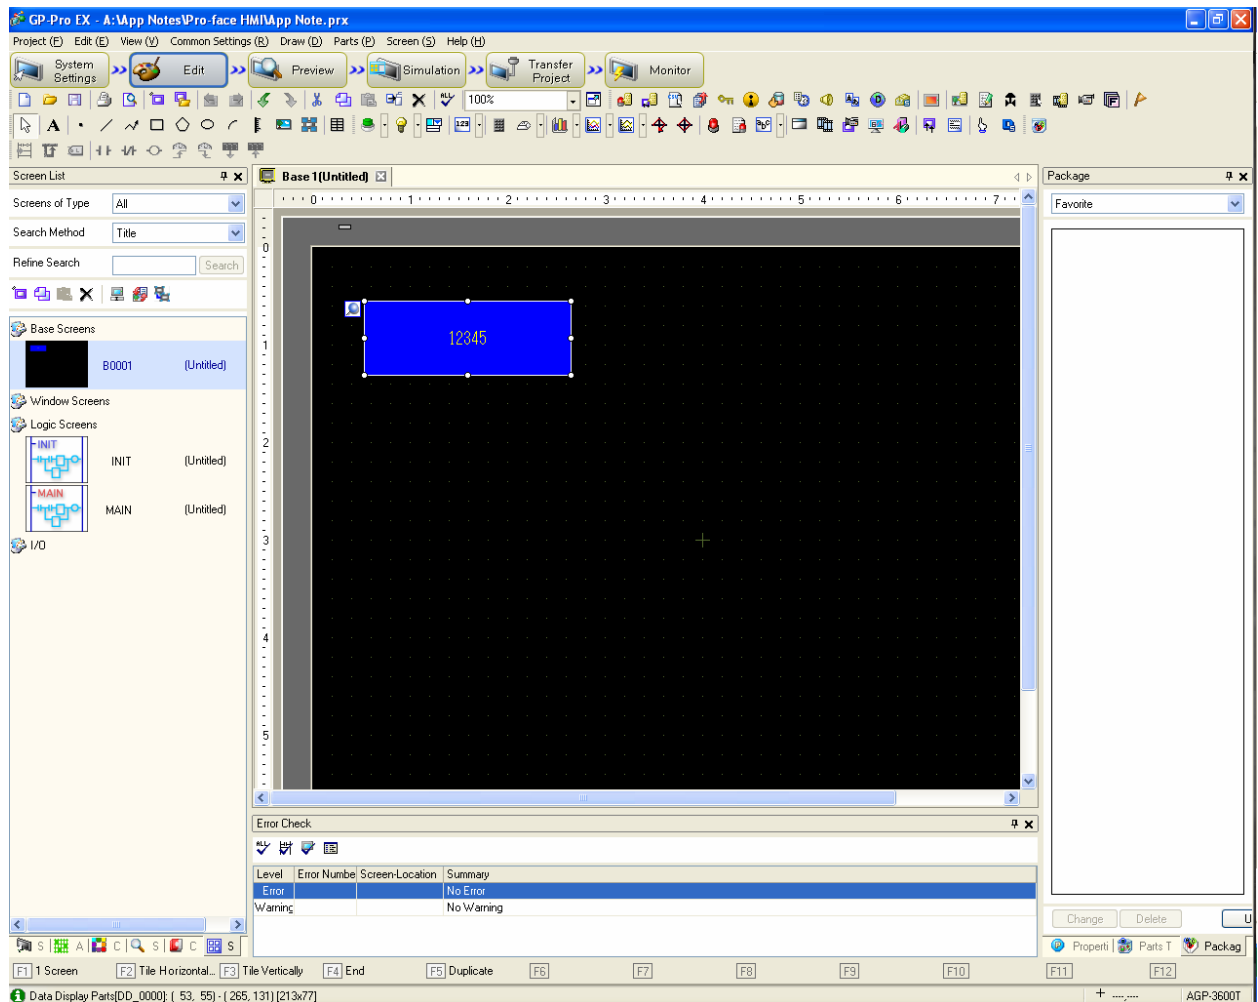 GP-Pro EX - A:\App Notes\Pro-face HMI\App Note.prx
Project (F) Edit (E) View (V) Common Settings (R) Draw (D) Parts (P) Screen (S) Help (H)
System Settings >> Edit >> Preview >> Simulation >> Transfer Project >> Monitor
100%
Screen List
Base 1(Untitled)
Package
Screens of Type All
Favorite
Search Method Title
Refine Search Search
0 1 2 3 4 5 6 7
0
1
2
3
4
5
12345
Base Screens
B0001 (Untitled)
Window Screens
Logic Screens
INIT
INIT (Untitled)
MAIN
MAIN (Untitled)
I/O
Error Check
Level Error Numbe Screen-Location Summary
Error No Error
Warning No Warning
Change Delete U
S A C S C S
Properti Parts T Packag
F1 1 Screen F2 Tile Horizontal... F3 Tile Vertically F4 End F5 Duplicate F6 F7 F8 F9 F10 F11 F12
Data Display Parts[DD_0000]: ( 53, 55) - ( 265, 131) [213x77] ----,---- AGP-3600T